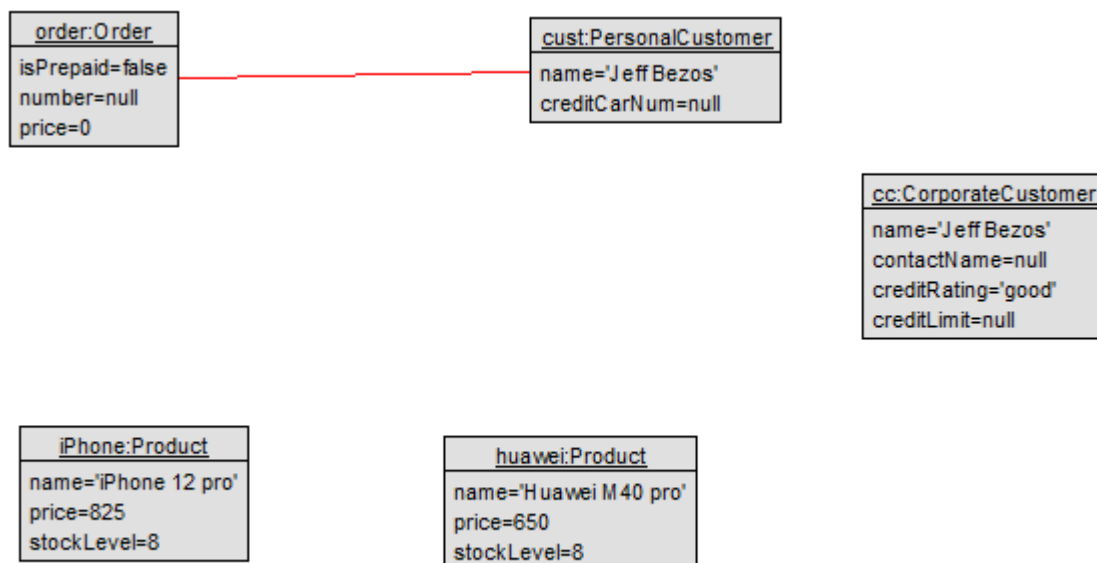 order:Order
isPrepaid=false
number=null
price=0
cust:PersonalCustomer
name='Jeff Bezos'
creditCarNum=null
cc:CorporateCustomer
name='Jeff Bezos'
contactName=null
creditRating='good'
creditLimit=null
iPhone:Product
name='iPhone 12 pro'
price=825
stockLevel=8
huawei:Product
name='Huawei M40 pro'
price=650
stockLevel=8